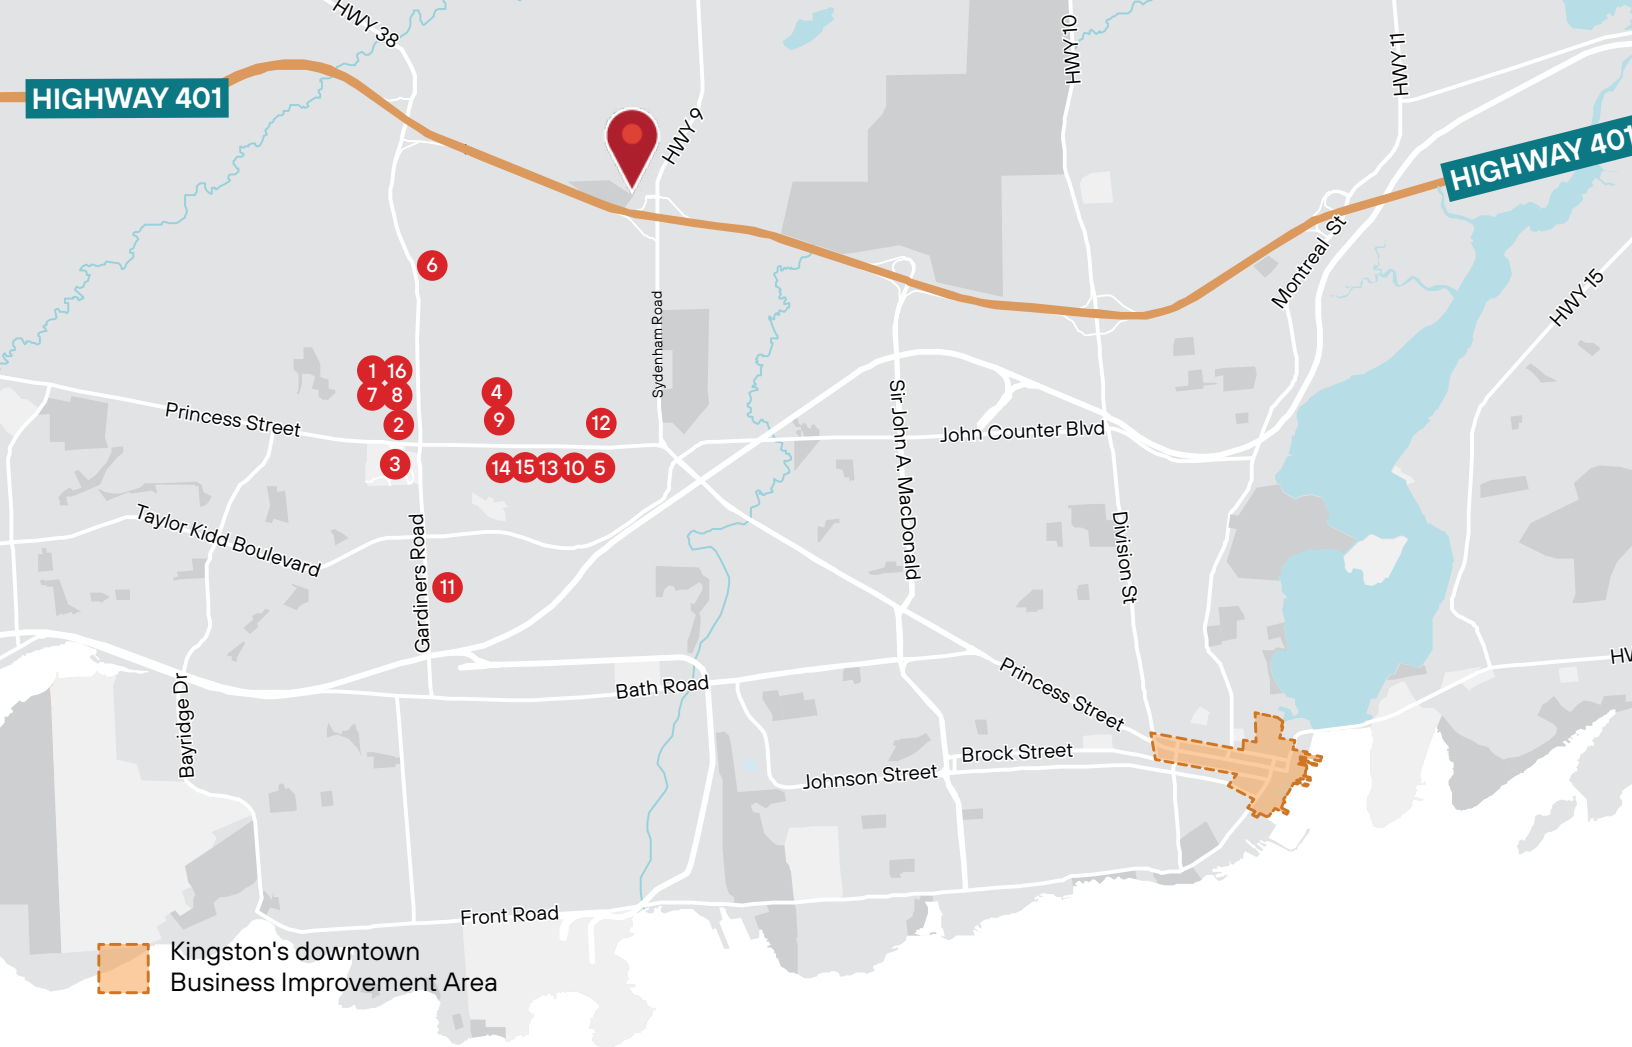 HWY 38
HWY 10
HWY 11
HIGHWAY 401
HWY 9
HIGHWAY 401
Montreal St
6
HWY 15
Sydenham Road
1 16
7 8
4
Princess Street
2
9
12
Sir John A. MacDonald
John Counter Blvd
3
14 15 13 10 5
Taylor Kidd Boulevard
Gardiners Road
Division St
11
Bath Road
Princess Street
Bayridge Dr
Brock Street
Johnson Street
Front Road
Kingston's downtown
Business Improvement Area